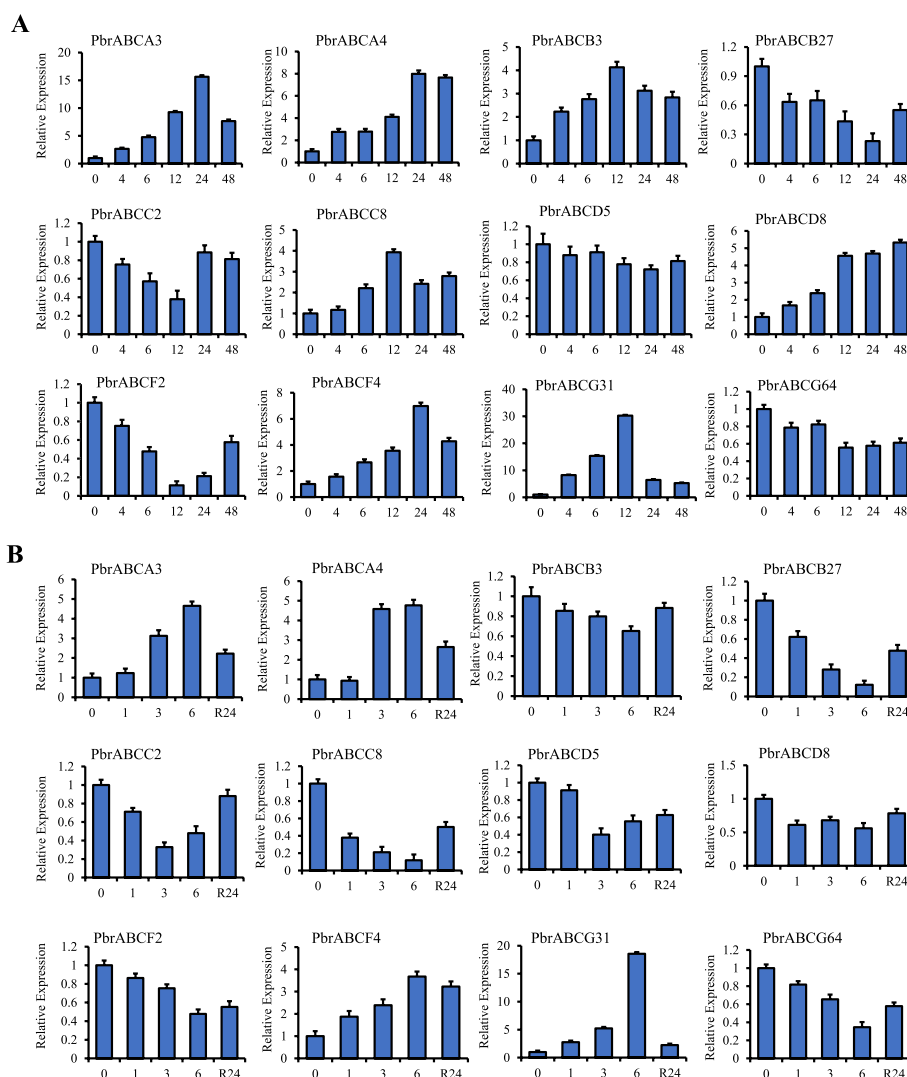 A
PbrABCA3 PbrABCA4 PbrABCB3 PbrABCB27
Relative Expression Relative Expression Relative Expression Relative Expression
20 15 10 5 0
10 8 6 4 2 0
5 4 3 2 1 0
1.2 0.9 0.6 0.3 0
0 4 6 12 24 48 0 4 6 12 24 48 0 4 6 12 24 48 0 4 6 12 24 48
PbrABCC2 PbrABCC8 PbrABCD5 PbrABCD8
Relative Expression Relative Expression Relative Expression Relative Expression
1.2 1 0.8 0.6 0.4 0.2 0
5 4 3 2 1 0
1.2 1 0.8 0.6 0.4 0.2 0
6 5 4 3 2 1 0
0 4 6 12 24 48 0 4 6 12 24 48 0 4 6 12 24 48 0 4 6 12 24 48
PbrABCF2 PbrABCF4 PbrABCG31 PbrABCG64
Relative Expression Relative Expression Relative Expression Relative Expression
1.2 1 0.8 0.6 0.4 0.2 0
8 6 4 2 0
40 30 20 10 0
1.2 1 0.8 0.6 0.4 0.2 0
0 4 6 12 24 48 0 4 6 12 24 48 0 4 6 12 24 48 0 4 6 12 24 48
B
PbrABCA3 PbrABCA4 PbrABCB3 PbrABCB27
Relative Expression Relative Expression Relative Expression Relative Expression
6 5 4 3 2 1 0
6 5 4 3 2 1 0
1.2 1 0.8 0.6 0.4 0.2 0
1.2 1 0.8 0.6 0.4 0.2 0
0 1 3 6 R24 0 1 3 6 R24 0 1 3 6 R24 0 1 3 6 R24
PbrABCC2 PbrABCC8 PbrABCD5 PbrABCD8
Relative Expression Relative Expression Relative Expression Relative Expression
1.2 1 0.8 0.6 0.4 0.2 0
1.2 1 0.8 0.6 0.4 0.2 0
1.2 1 0.8 0.6 0.4 0.2 0
1.5 1 0.5 0
0 1 3 6 R24 0 1 3 6 R24 0 1 3 6 R24 0 1 3 6 R24
PbrABCF2 PbrABCF4 PbrABCG31 PbrABCG64
Relative Expression Relative Expression Relative Expression Relative Expression
1.2 1 0.8 0.6 0.4 0.2 0
5 4 3 2 1 0
20 15 10 5 0
1.2 1 0.8 0.6 0.4 0.2 0
0 1 3 6 R24 0 1 3 6 R24 0 1 3 6 R24 0 1 3 6 R24